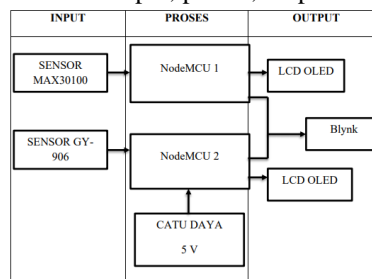 INPUT PROSES OUTPUT
SENSOR
MAX30100
NodeMCU 1
LCD OLED
Blynk
SENSOR GY-
906
NodeMCU 2
LCD OLED
CATU DAYA
5 V